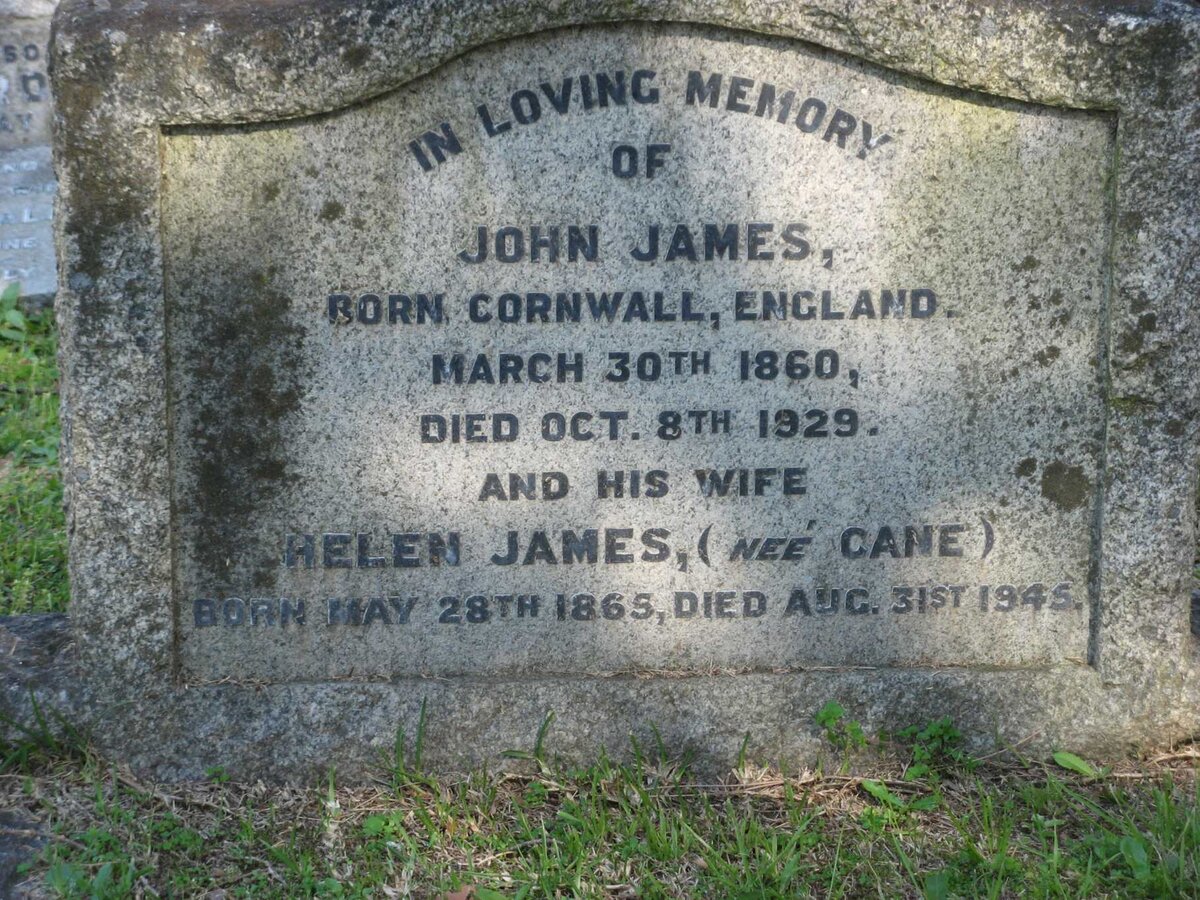 IN LOVING MEMORY
OF
JOHN JAMES,
BORN CORNWALL, ENGLAND.
MARCH 30TH 1860,
DIED OCT. 8TH 1929.
AND HIS WIFE
HELEN JAMES, (NEÉ CANE)
BORN MAY 28TH 1865, DIED AUG. 31ST 1945.